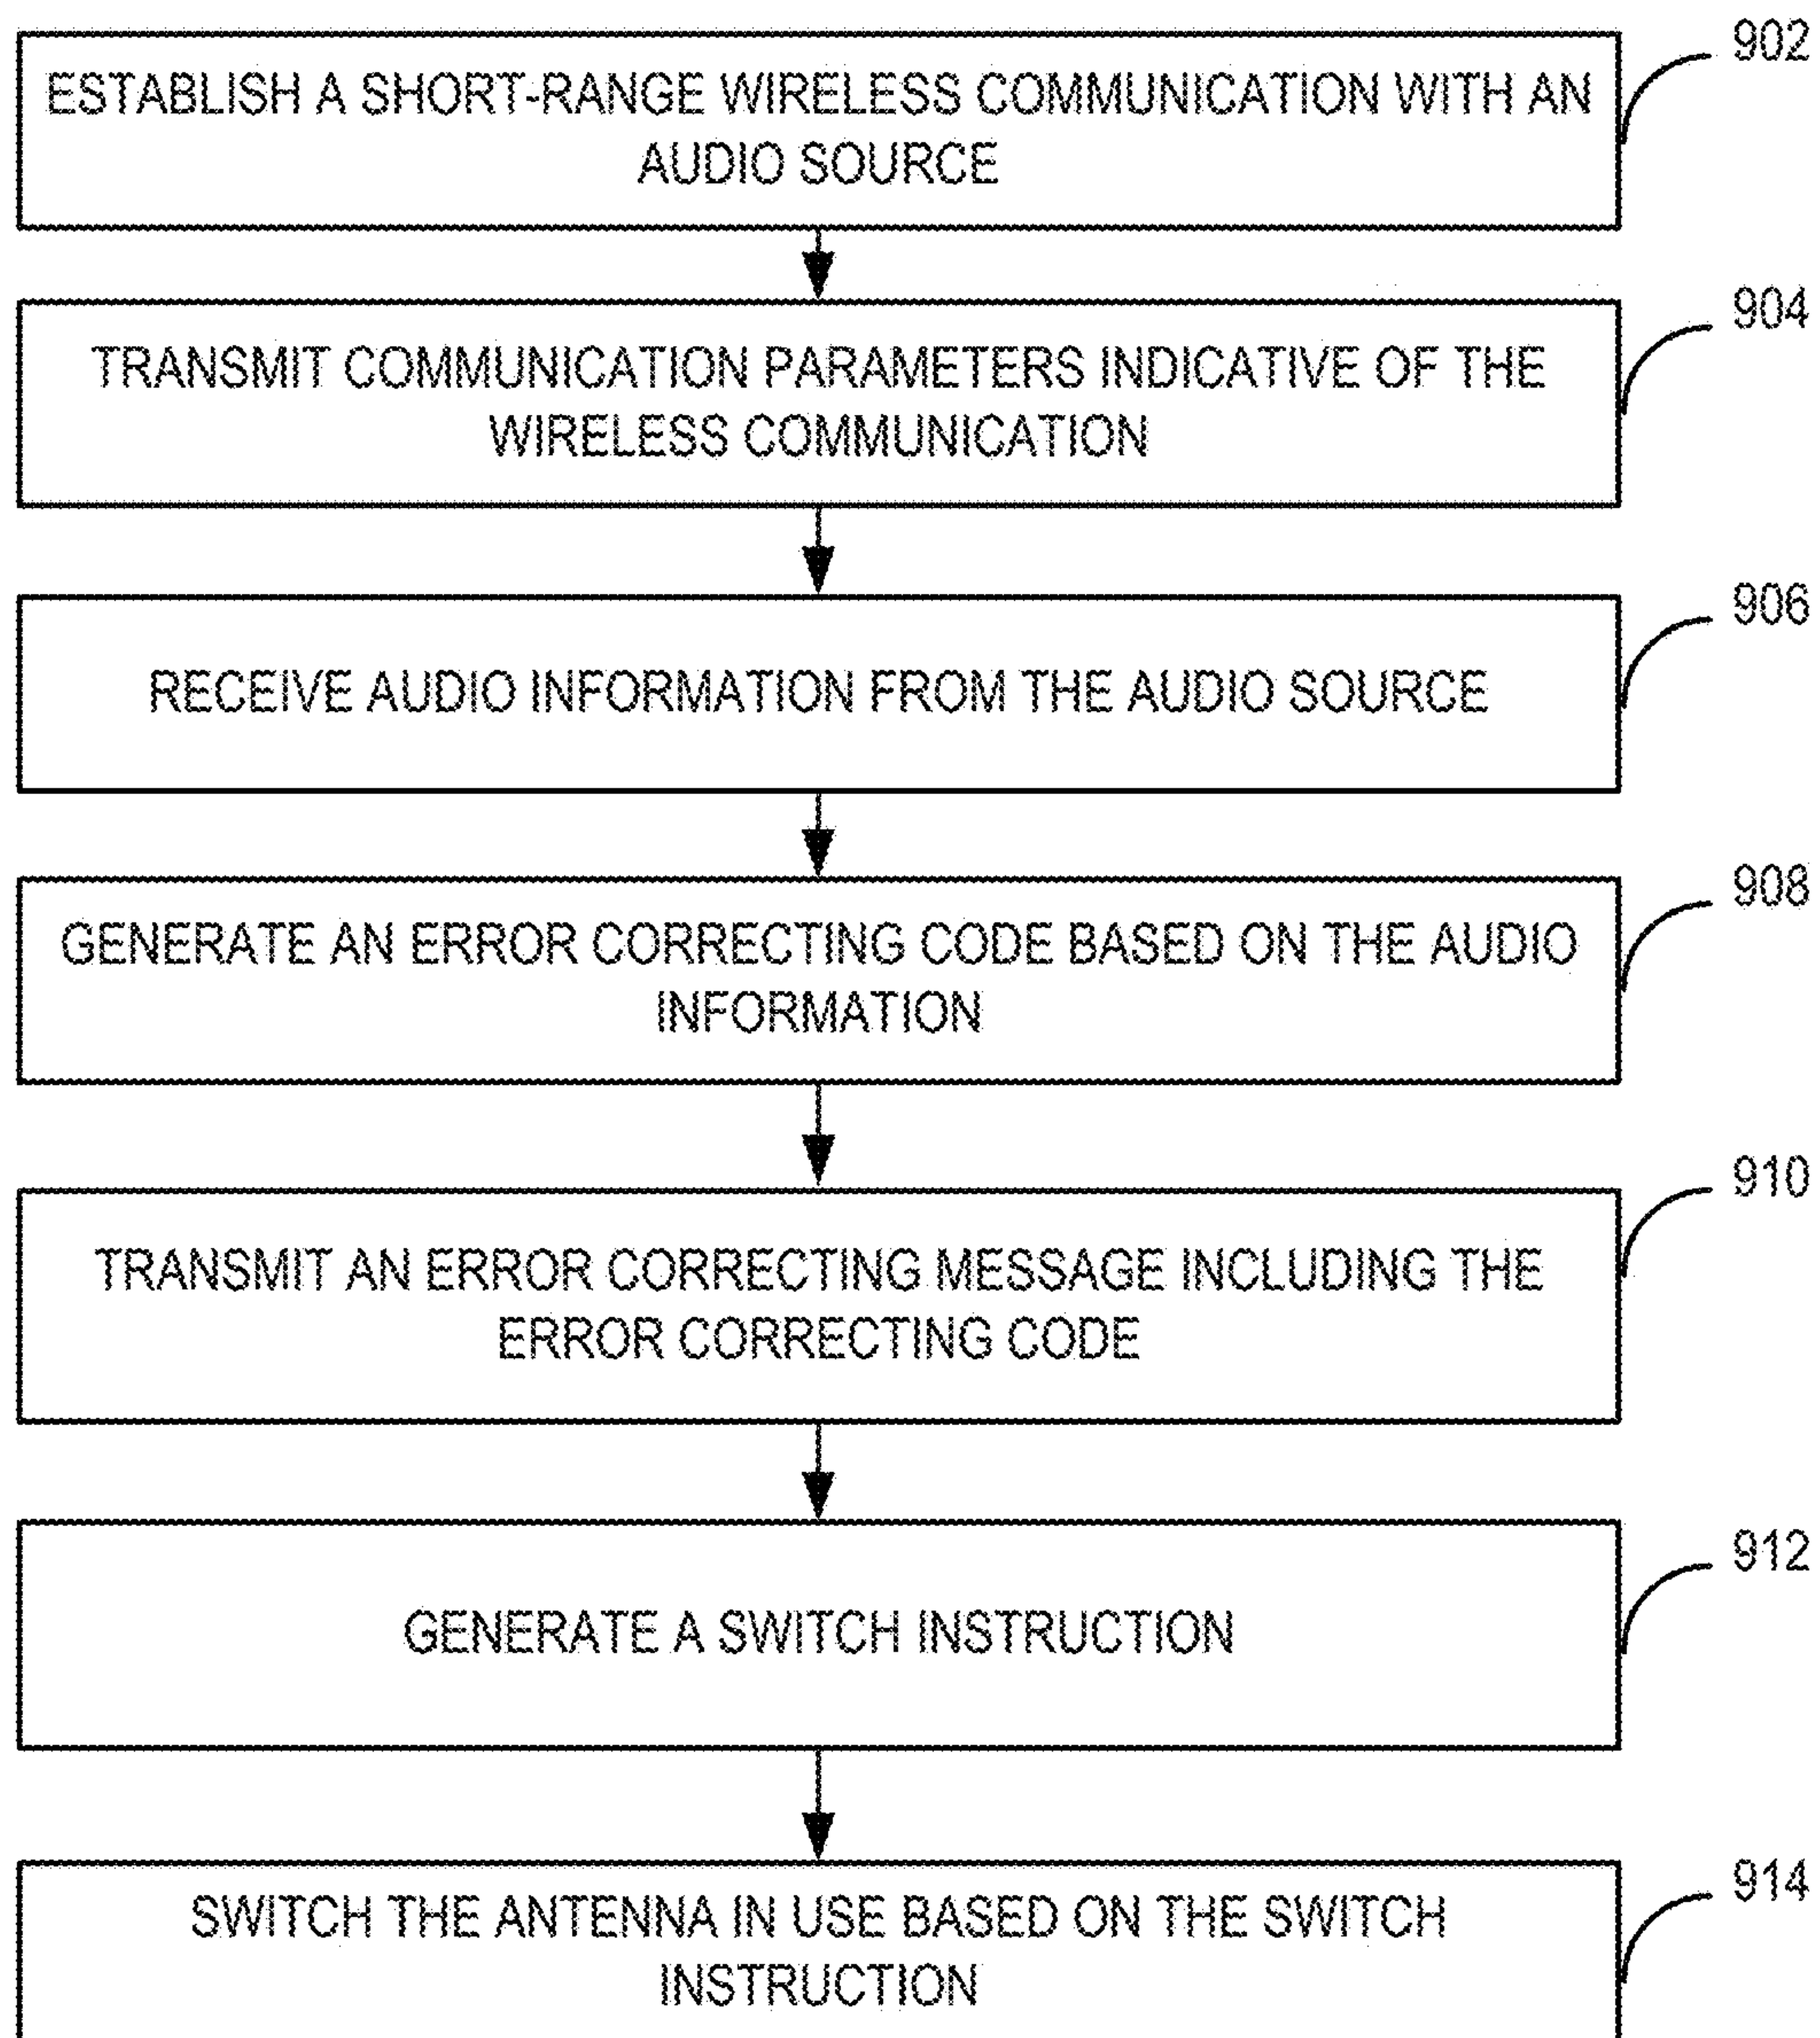 902
ESTABLISH A SHORT-RANGE WIRELESS COMMUNICATION WITH AN
AUDIO SOURCE
904
TRANSMIT COMMUNICATION PARAMETERS INDICATIVE OF THE
WIRELESS COMMUNICATION
906
RECEIVE AUDIO INFORMATION FROM THE AUDIO SOURCE
908
GENERATE AN ERROR CORRECTING CODE BASED ON THE AUDIO
INFORMATION
910
TRANSMIT AN ERROR CORRECTING MESSAGE INCLUDING THE
ERROR CORRECTING CODE
912
GENERATE A SWITCH INSTRUCTION
914
SWITCH THE ANTENNA IN USE BASED ON THE SWITCH
INSTRUCTION